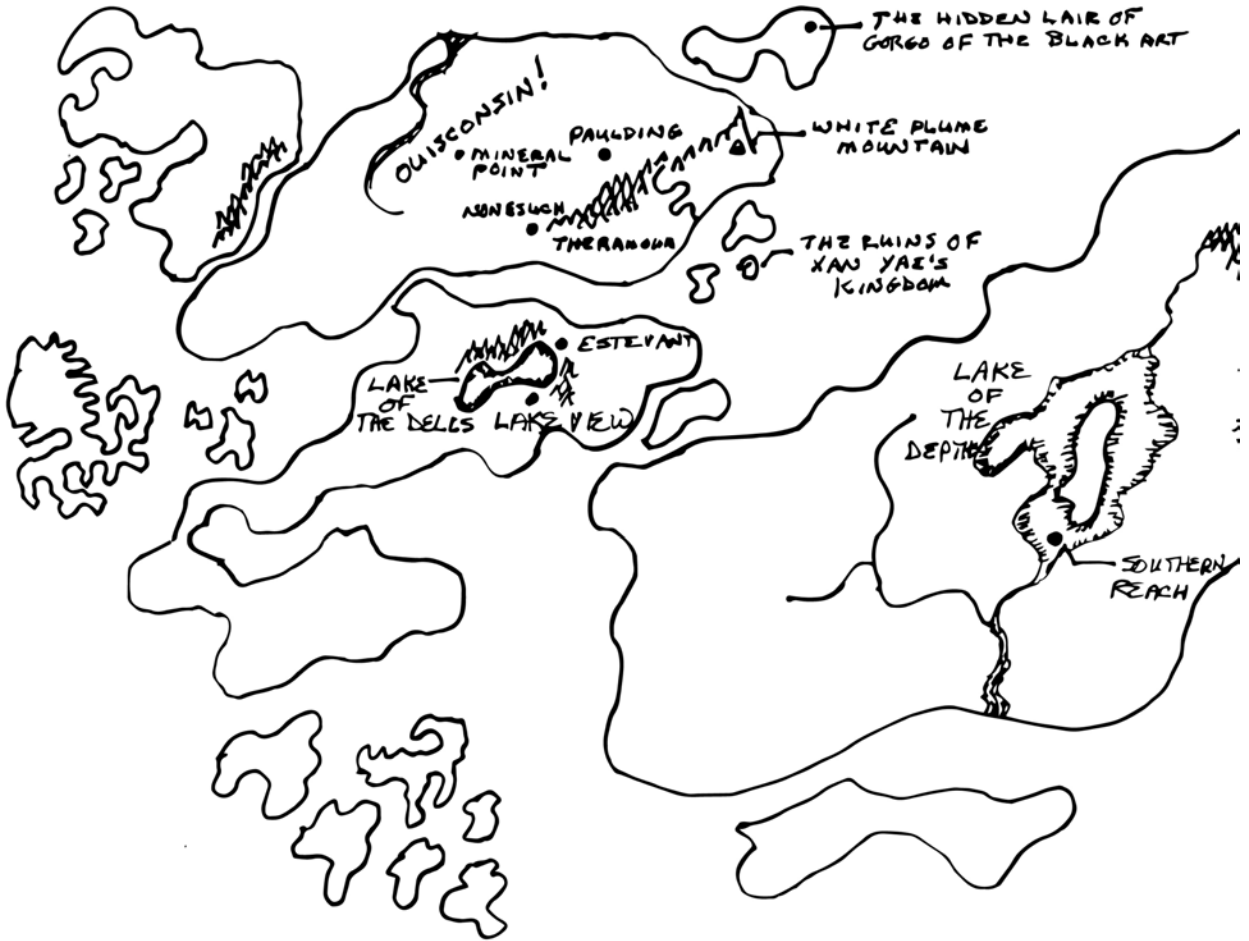 THE HIDDEN LAIR OF
GORGO OF THE BLACK ART
OUISCONSIN!
PAULDING
WHITE PLUME
MOUNTAIN
MINERAL
POINT
NONESUCH
THERAMOUR
THE RUINS OF
XAN YAE'S
KINGDOM
ESTEVANT
LAKE
OF
THE DELLS
LAKE VIEW
LAKE
OF
THE
DEPTHS
SOUTHERN
REACH